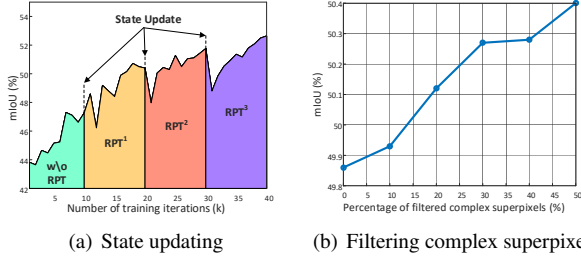 State Update
54
52
50
48
46
44
42
mIoU (%)
w\o
RPT
RPT1
RPT2
RPT3
5 10 15 20 25 30 35 40
Number of training iterations (k)
(a) State updating
50.4
50.3
50.2
50.1
50
49.9
49.8
mIoU (%)
0 10 20 30 40 50
Percentage of filtered complex superpixels (%)
(b) Filtering complex superpixe